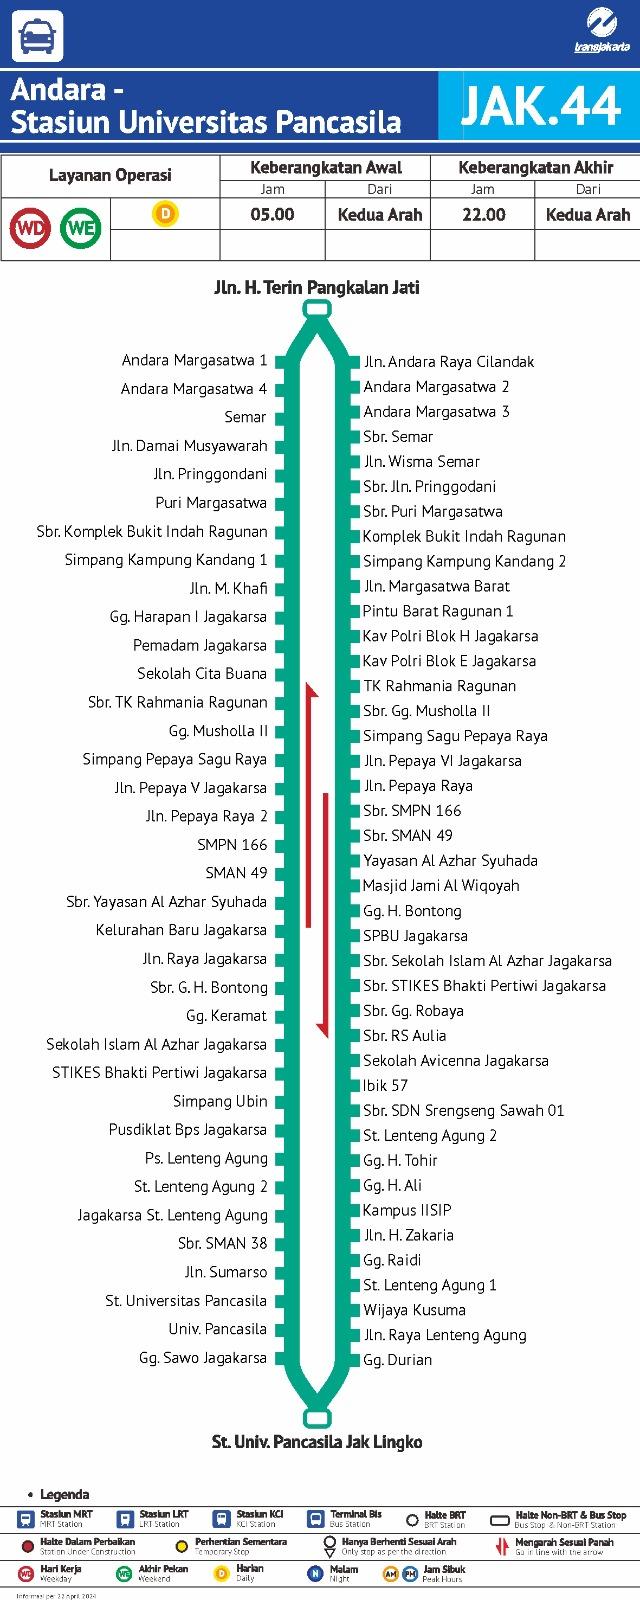 transjakarta
Andara -
Stasiun Universitas Pancasila
JAK.44
Layanan Operasi
Keberangkatan Awal
Keberangkatan Akhir
Jam
Dari
Jam
Dari
WD
WE
D
05.00
Kedua Arah
22.00
Kedua Arah
Jln. H. Terin Pangkalan Jati
Andara Margasatwa 1
Andara Margasatwa 4
Semar
Jln. Damai Musyawarah
Jln. Pringgondani
Puri Margasatwa
Sbr. Komplek Bukit Indah Ragunan
Simpang Kampung Kandang 1
Jln. M. Khafi
Gg. Harapan I Jagakarsa
Pemadam Jagakarsa
Sekolah Cita Buana
Sbr. TK Rahmania Ragunan
Gg. Musholla II
Simpang Pepaya Sagu Raya
Jln. Pepaya V Jagakarsa
Jln. Pepaya Raya 2
SMPN 166
SMAN 49
Sbr. Yayasan Al Azhar Syuhada
Kelurahan Baru Jagakarsa
Jln. Raya Jagakarsa
Sbr. G. H. Bontong
Gg. Keramat
Sekolah Islam Al Azhar Jagakarsa
STIKES Bhakti Pertiwi Jagakarsa
Simpang Ubin
Pusdiklat Bps Jagakarsa
Ps. Lenteng Agung
St. Lenteng Agung 2
Jagakarsa St. Lenteng Agung
Sbr. SMAN 38
Jln. Sumarso
St. Universitas Pancasila
Univ. Pancasila
Gg. Sawo Jagakarsa
Jln. Andara Raya Cilandak
Andara Margasatwa 2
Andara Margasatwa 3
Sbr. Semar
Jln. Wisma Semar
Sbr. Jln. Pringgodani
Sbr. Puri Margasatwa
Komplek Bukit Indah Ragunan
Simpang Kampung Kandang 2
Jln. Margasatwa Barat
Pintu Barat Ragunan 1
Kav Polri Blok H Jagakarsa
Kav Polri Blok E Jagakarsa
TK Rahmania Ragunan
Sbr. Gg. Musholla II
Simpang Sagu Pepaya Raya
Jln. Pepaya VI Jagakarsa
Jln. Pepaya Raya
Sbr. SMPN 166
Sbr. SMAN 49
Yayasan Al Azhar Syuhada
Masjid Jami Al Wiqoyah
Gg. H. Bontong
SPBU Jagakarsa
Sbr. Sekolah Islam Al Azhar Jagakarsa
Sbr. STIKES Bhakti Pertiwi Jagakarsa
Sbr. Gg. Robaya
Sbr. RS Aulia
Sekolah Avicenna Jagakarsa
Ibik 57
Sbr. SDN Srengseng Sawah 01
St. Lenteng Agung 2
Gg. H. Tohir
Gg. H. Ali
Kampus IISIP
Jln. H. Zakaria
Gg. Raidi
St. Lenteng Agung 1
Wijaya Kusuma
Jln. Raya Lenteng Agung
Gg. Durian
St. Univ. Pancasila Jak Lingko
• Legenda
Stasiun MRT
MRT Station
Stasiun LRT
LRT Station
Stasiun KCI
KCI Station
Terminal Bis
Bus Station
Halte BRT
BRT Station
Halte Non-BRT & Bus Stop
Bus Stop & Non-BRT Station
Halte Dalam Perbaikan
Station Under Construction
Perhentian Sementara
Temporary Stop
Hanya Berhenti Sesuai Arah
Only stop as per the direction
Mengarah Sesuai Panah
Go in line with the arrow
WD
Hari Kerja
Weekday
WE
Akhir Pekan
Weekend
D
Harian
Daily
N
Malam
Night
AM
PM
Jam Sibuk
Peak Hours
Informasi per 22 April 2024